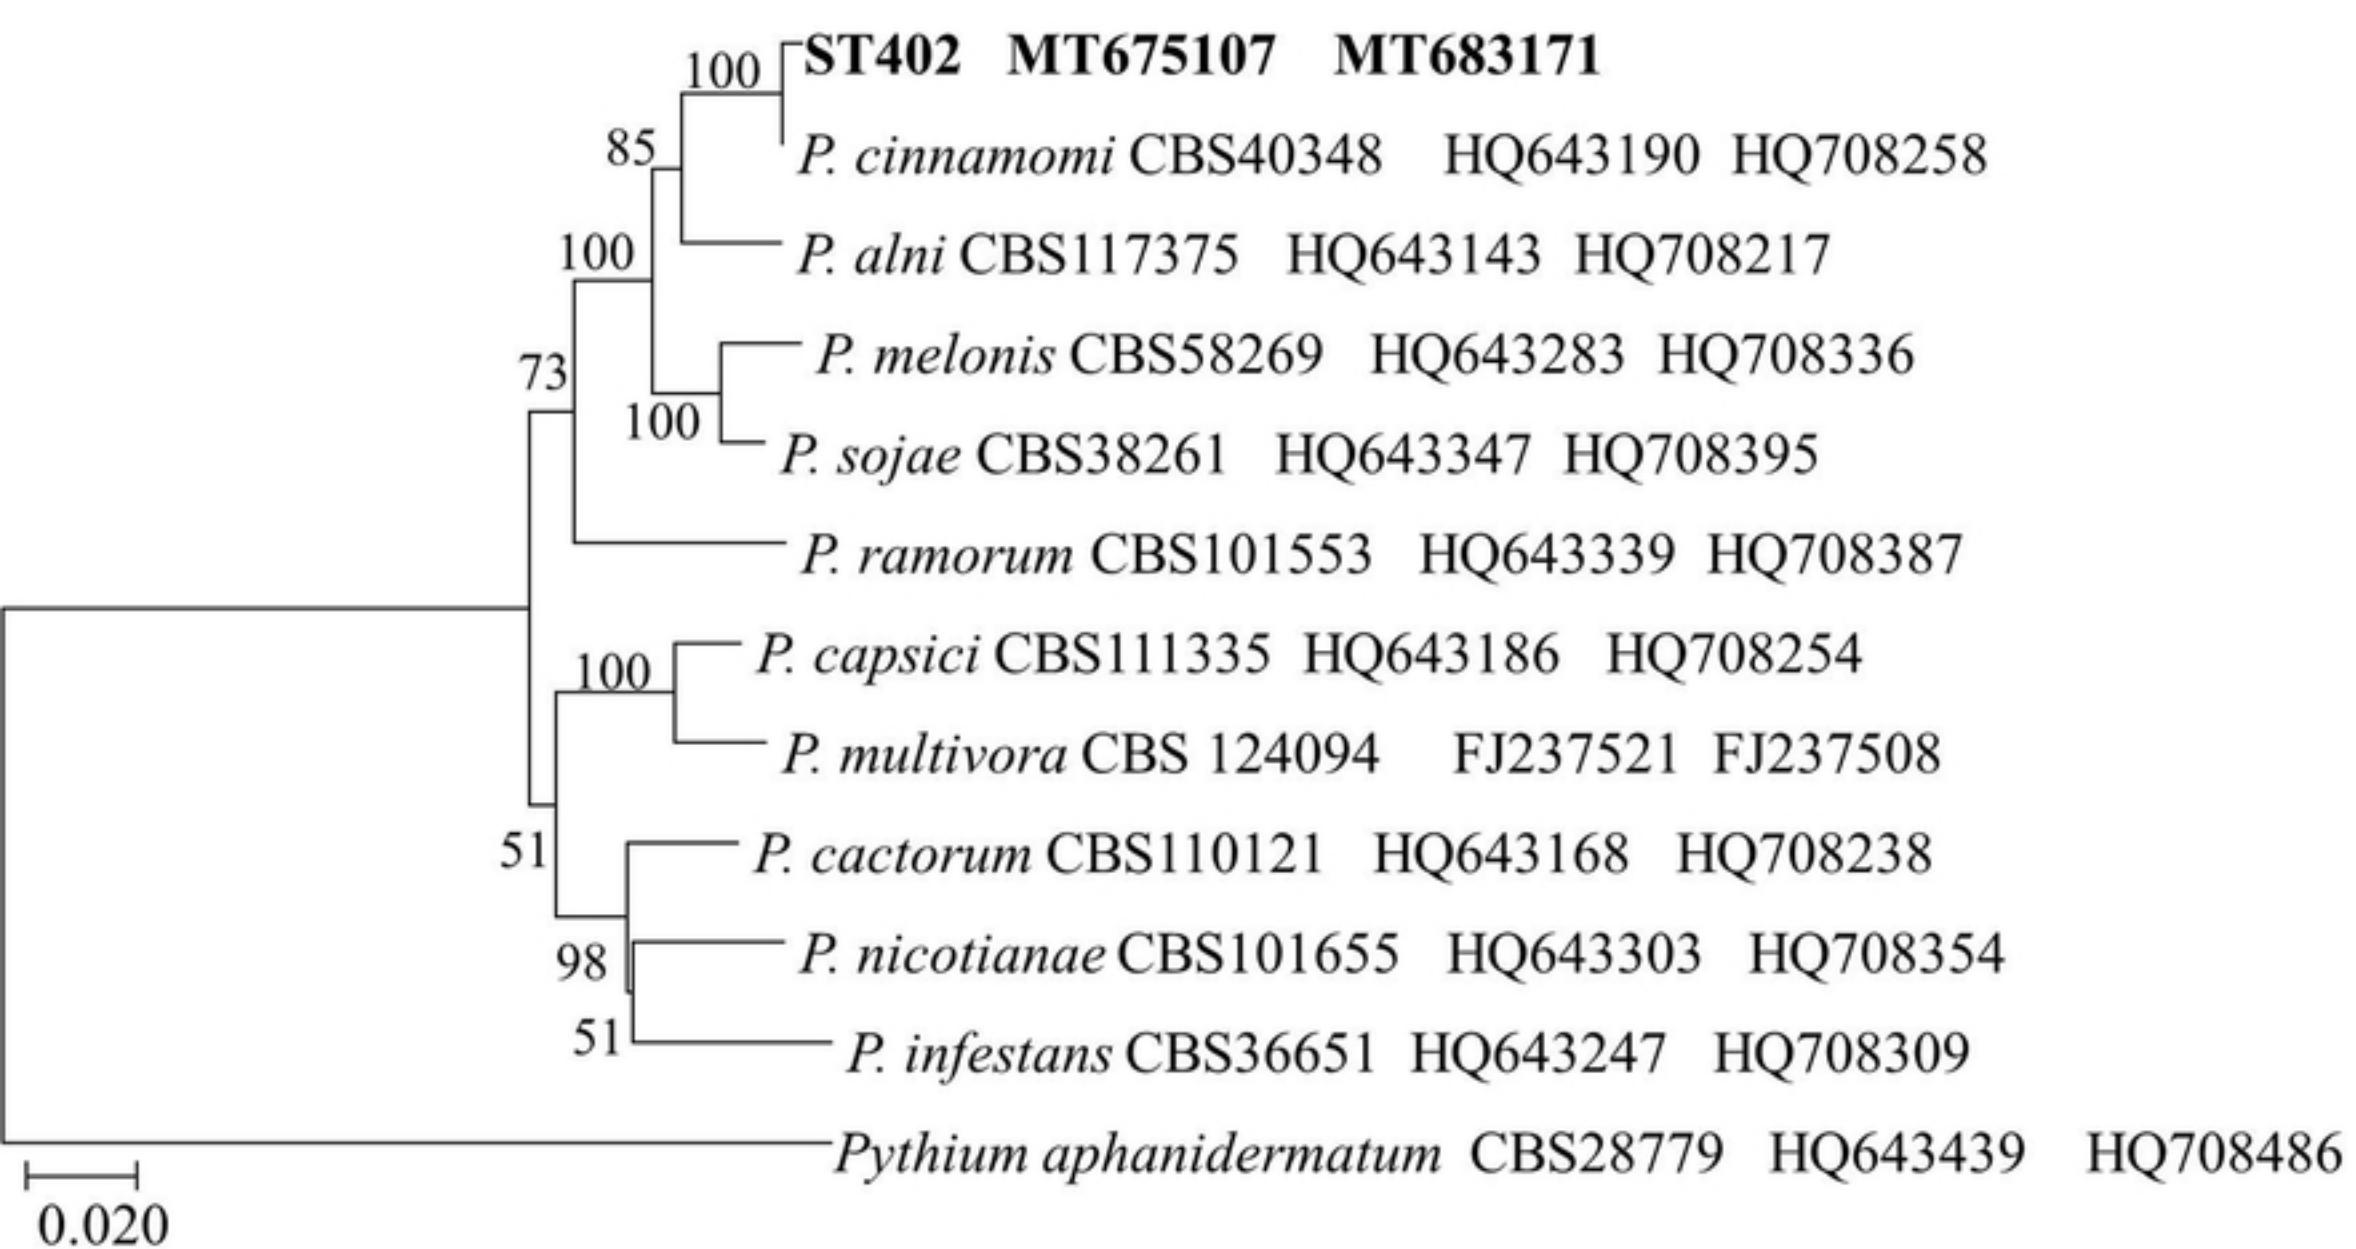 100 ST402 MT675107 MT683171
85 P. cinnamomi CBS40348 HQ643190 HQ708258
100 P. alni CBS117375 HQ643143 HQ708217
73 P. melonis CBS58269 HQ643283 HQ708336
100 P. sojae CBS38261 HQ643347 HQ708395
P. ramorum CBS101553 HQ643339 HQ708387
100 P. capsici CBS111335 HQ643186 HQ708254
P. multivora CBS 124094 FJ237521 FJ237508
51 P. cactorum CBS110121 HQ643168 HQ708238
98 P. nicotianae CBS101655 HQ643303 HQ708354
51 P. infestans CBS36651 HQ643247 HQ708309
Pythium aphanidermatum CBS28779 HQ643439 HQ708486
0.020